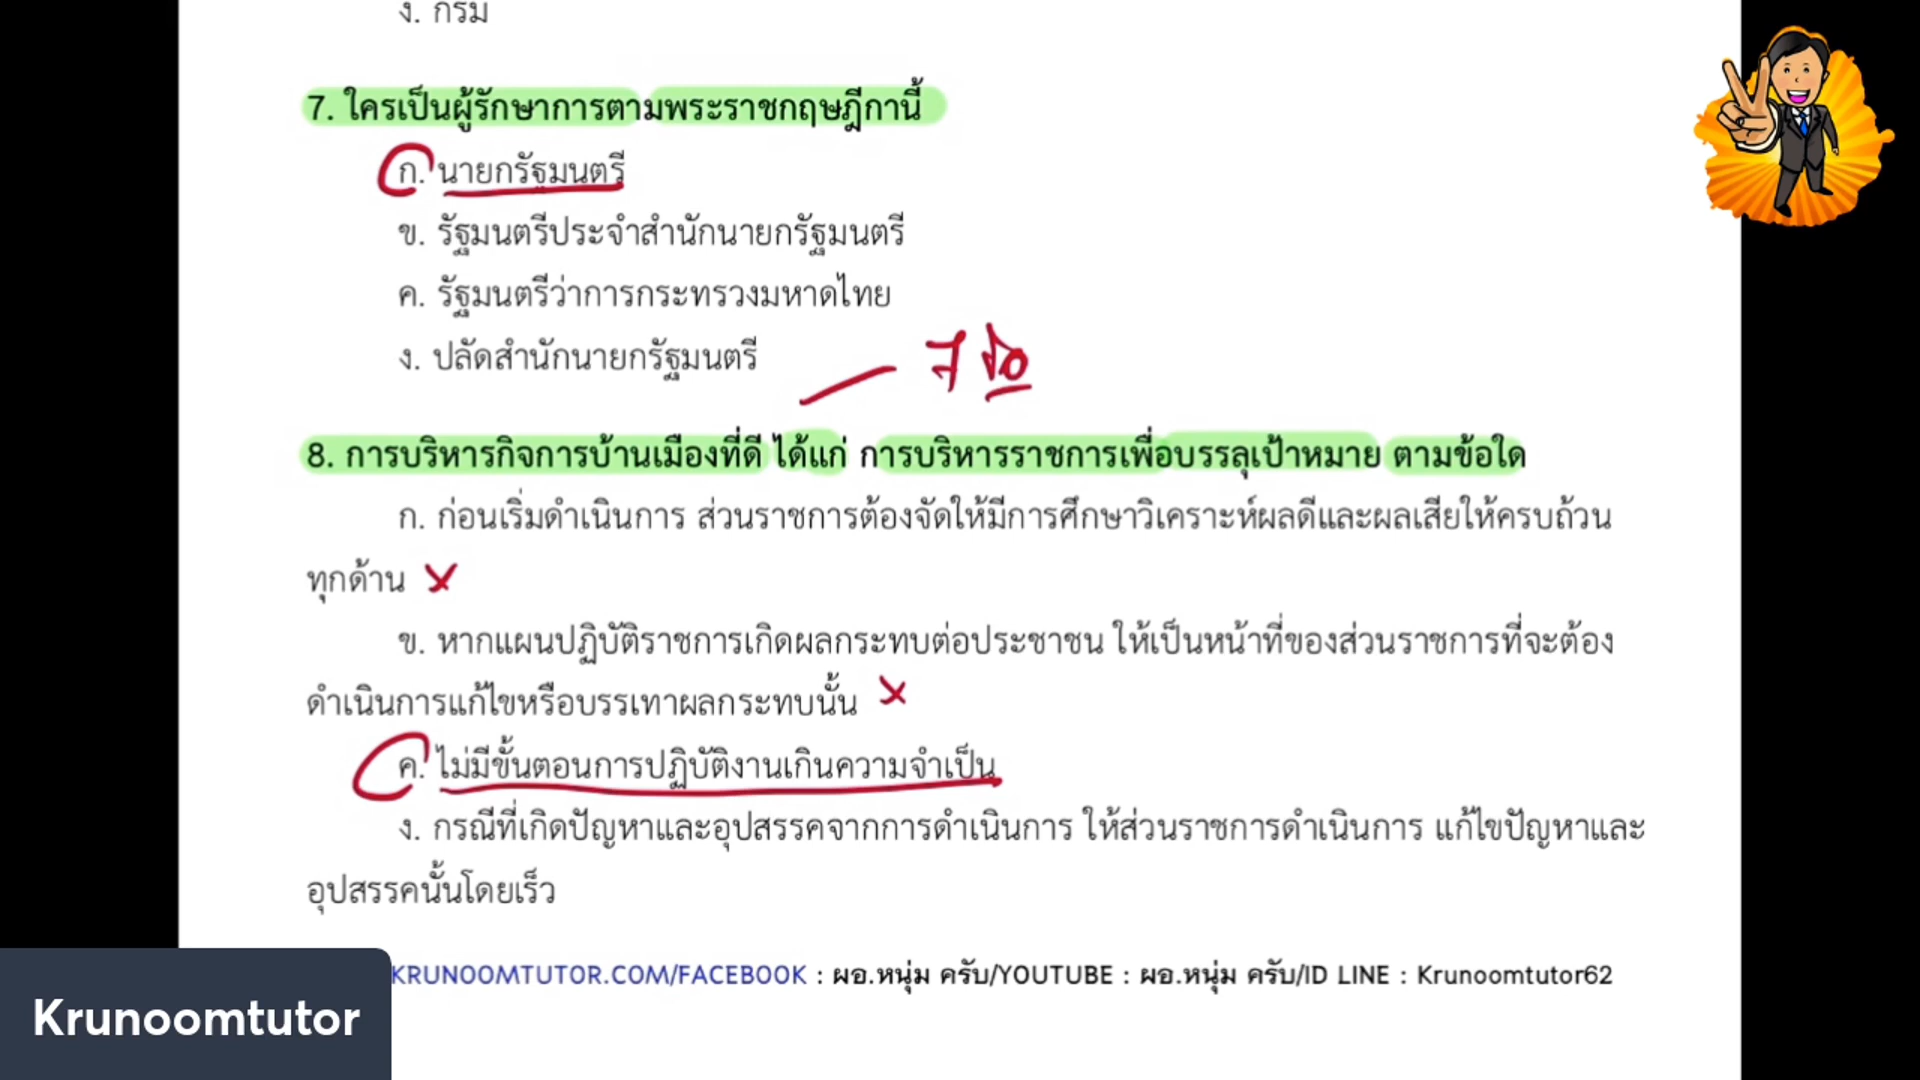 ง. กรม
7. ใครเป็นผู้รักษาการตามพระราชกฤษฎีกานี้
ก. นายกรัฐมนตรี
ข. รัฐมนตรีประจำสำนักนายกรัฐมนตรี
ค. รัฐมนตรีว่าการกระทรวงมหาดไทย
ง. ปลัดสำนักนายกรัฐมนตรี
7 ข้อ
8. การบริหารกิจการบ้านเมืองที่ดี ได้แก่ การบริหารราชการเพื่อบรรลุเป้าหมาย ตามข้อใด
ก. ก่อนเริ่มดำเนินการ ส่วนราชการต้องจัดให้มีการศึกษาวิเคราะห์ผลดีและผลเสียให้ครบถ้วน
ทุกด้าน
ข. หากแผนปฏิบัติราชการเกิดผลกระทบต่อประชาชน ให้เป็นหน้าที่ของส่วนราชการที่จะต้อง
ดำเนินการแก้ไขหรือบรรเทาผลกระทบนั้น
ค. ไม่มีขั้นตอนการปฏิบัติงานเกินความจำเป็น
ง. กรณีที่เกิดปัญหาและอุปสรรคจากการดำเนินการ ให้ส่วนราชการดำเนินการ แก้ไขปัญหาและ
อุปสรรคนั้นโดยเร็ว
KRUNOOMTUTOR.COM/FACEBOOK : ผอ.หนุ่ม ครับ/YOUTUBE : ผอ.หนุ่ม ครับ/ID LINE : Krunoomtutor62
Krunoomtutor